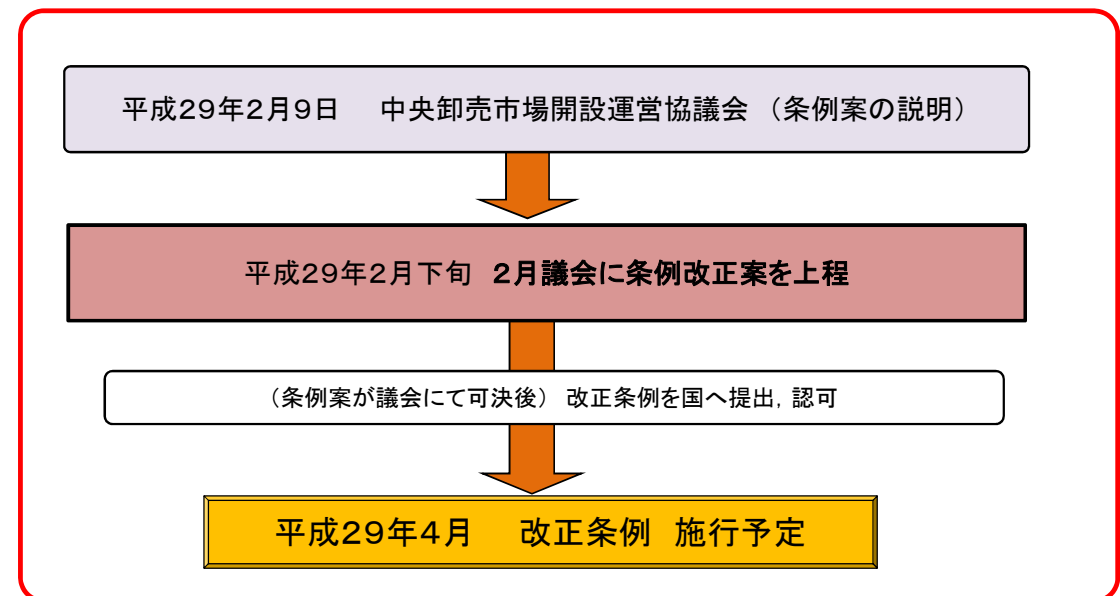 平成29年2月9日　中央卸売市場開設運営協議会 （条例案の説明）
平成29年2月下旬 2月議会に条例改正案を上程
（条例案が議会にて可決後） 改正条例を国へ提出，認可
平成29年4月　改正条例 施行予定